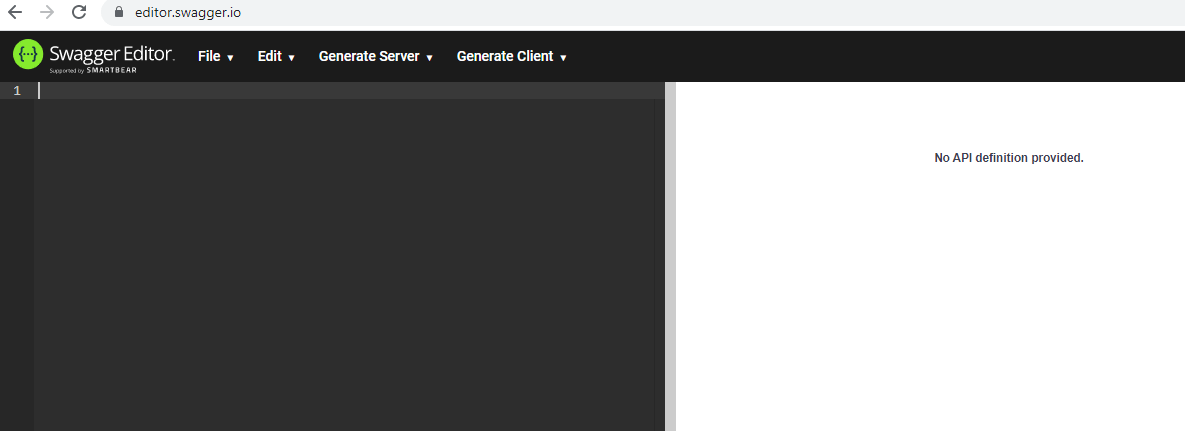 editor.swagger.io
Swagger Editor.
Supported by SMARTBEAR
File ▼
Edit ▼
Generate Server ▼
Generate Client ▼
1
No API definition provided.